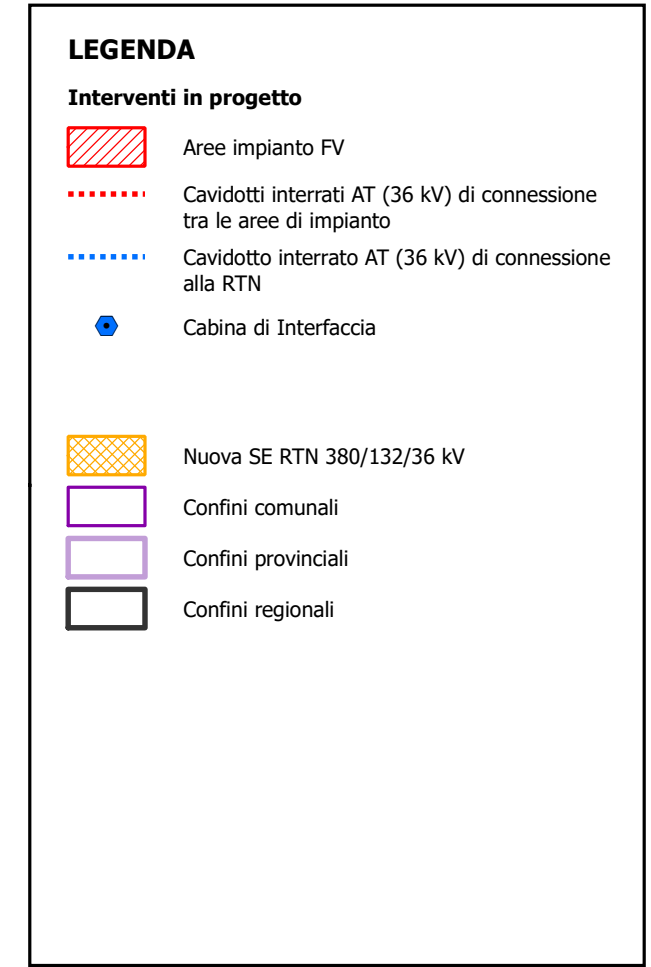 LEGENDA
Interventi in progetto
Aree impianto FV
Cavidotti interrati AT (36 kV) di connessione
tra le aree di impianto
Cavidotto interrato AT (36 kV) di connessione
alla RTN
Cabina di Interfaccia
Nuova SE RTN 380/132/36 kV
Confini comunali
Confini provinciali
Confini regionali